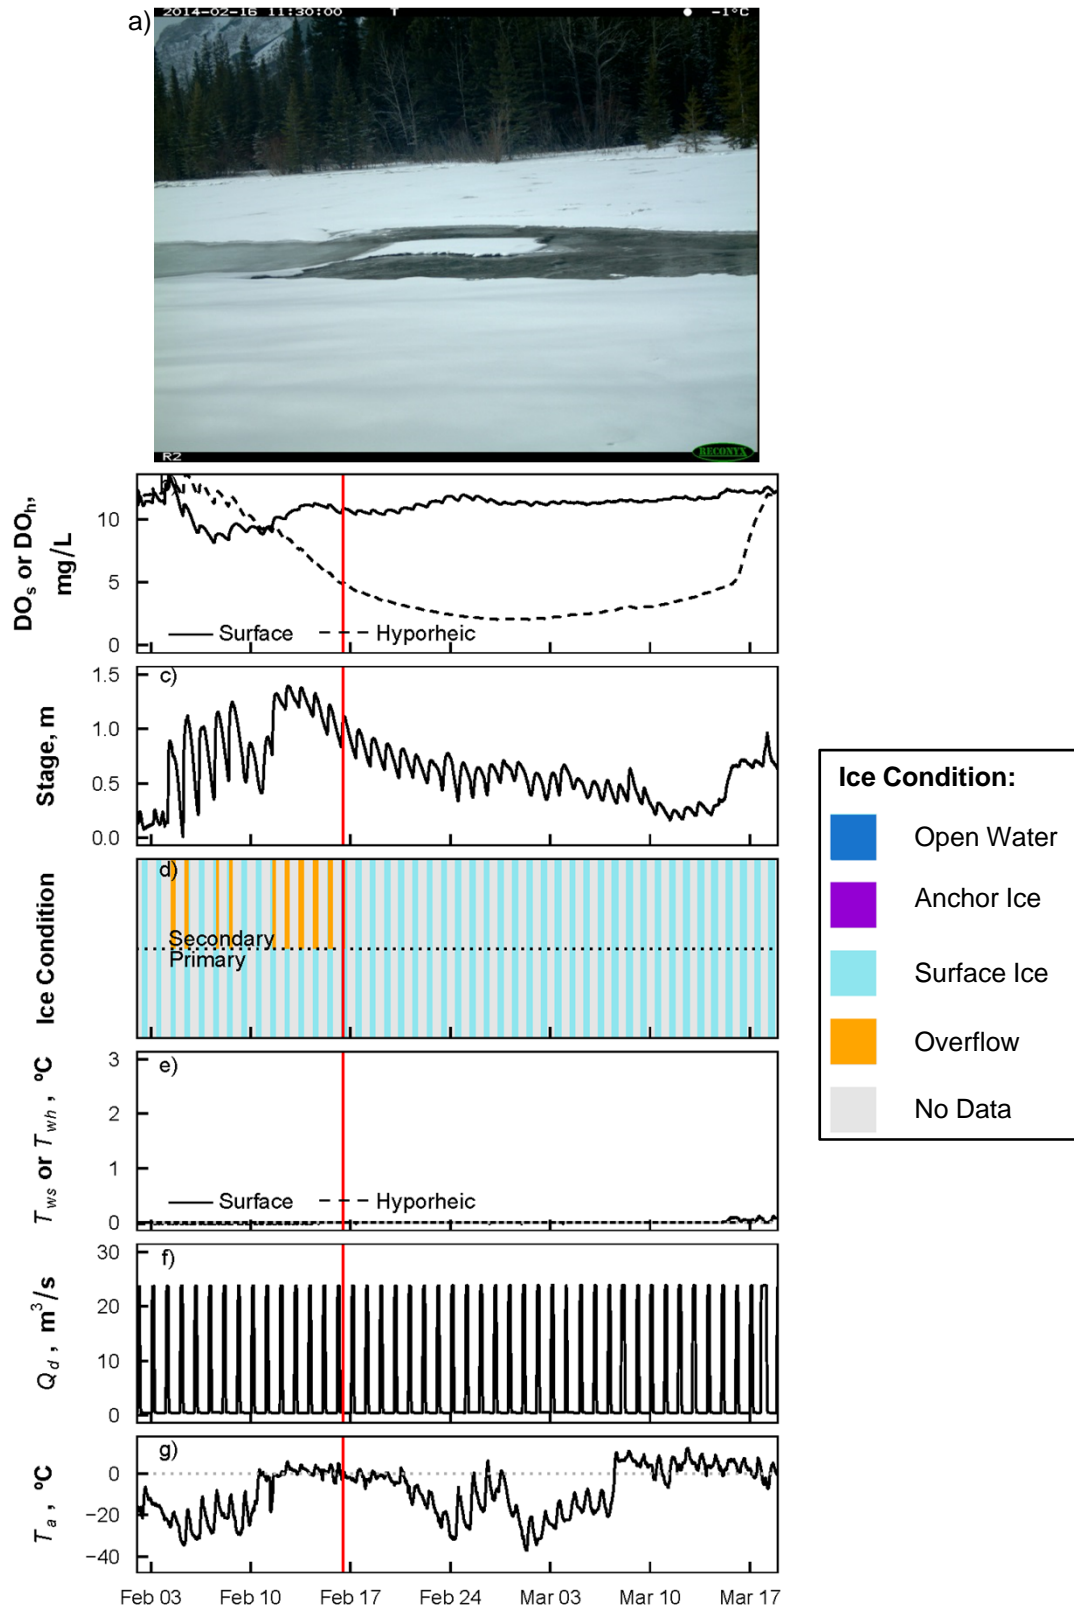 a)
2014-02-16 11:30:00 T ● -1°C
R2 RECONYX
DOs or DOh,
mg/L
10
5
0
Surface Hyporheic
c)
Stage, m
1.5
1.0
0.5
0.0
d)
Ice Condition
Secondary
Primary
e)
Tws or Twh , ºC
3
2
1
0
Surface Hyporheic
f)
Qd , m³/s
30
20
10
0
g)
Ta , ºC
0
−20
−40
Feb 03 Feb 10 Feb 17 Feb 24 Mar 03 Mar 10 Mar 17
Ice Condition:
Open Water
Anchor Ice
Surface Ice
Overflow
No Data